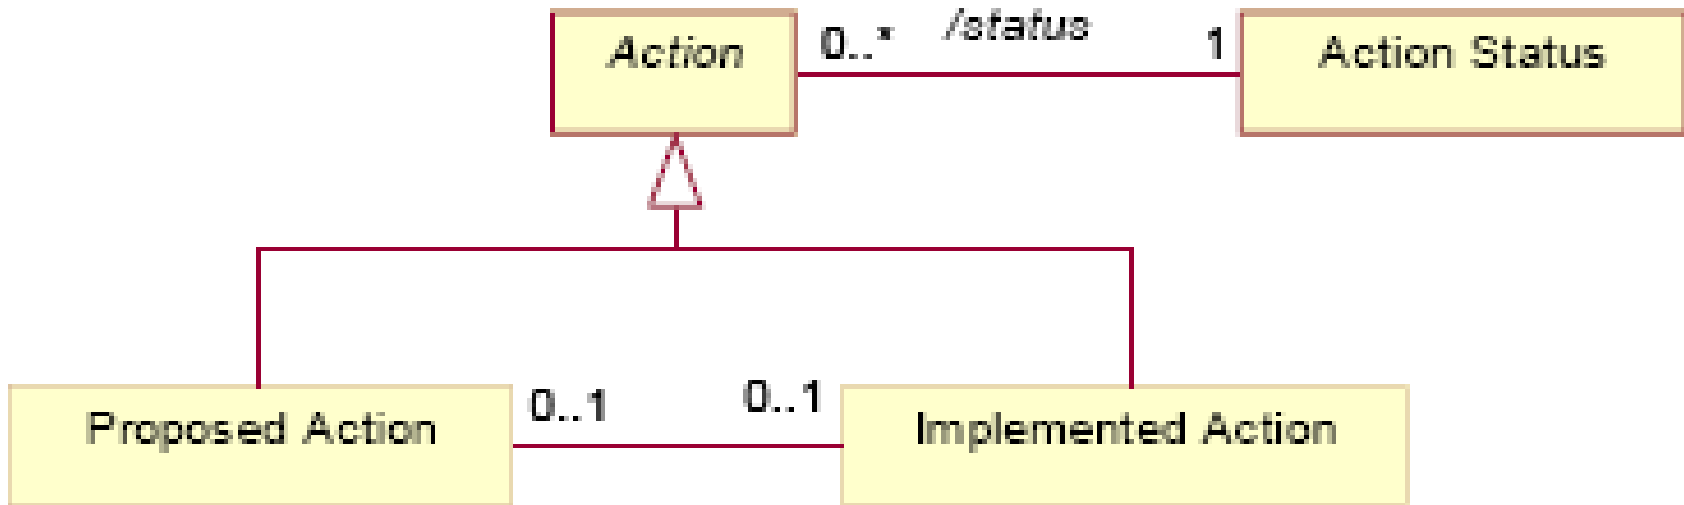 Action
0..*
/status
1
Action Status
Proposed Action
0..1
0..1
Implemented Action